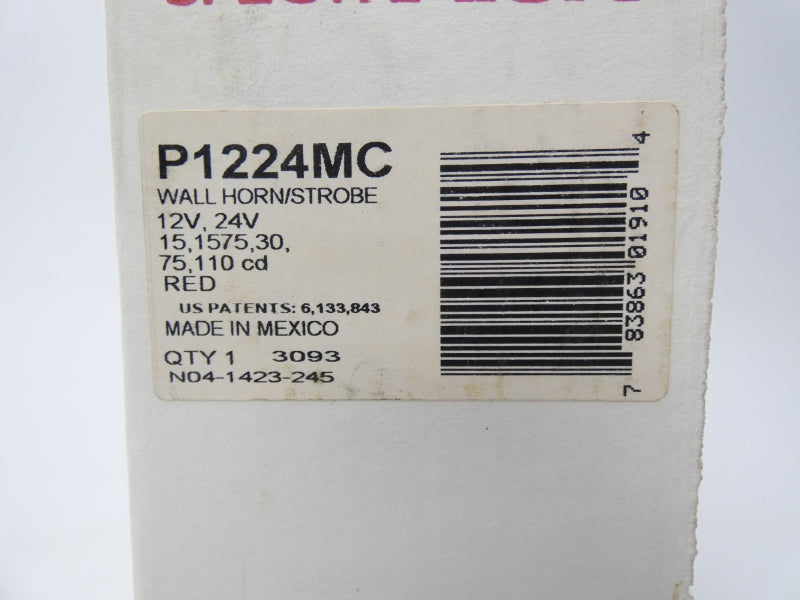 P1224MC
WALL HORN/STROBE
12V, 24V
15,1575,30,
75,110 cd
RED
US PATENTS: 6,133,843
MADE IN MEXICO
QTY 1 3093
N04-1423-245
7 83863 01910 4